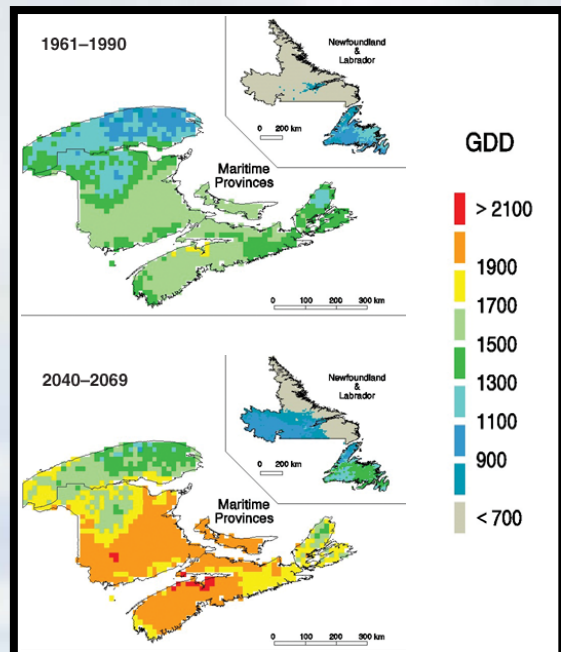 1961–1990
Newfoundland
&
Labrador
0 200 km
Maritime
Provinces
0 100 200 300 km
2040–2069
Newfoundland
&
Labrador
0 200 km
Maritime
Provinces
0 100 200 300 km
GDD
> 2100
1900
1700
1500
1300
1100
900
< 700